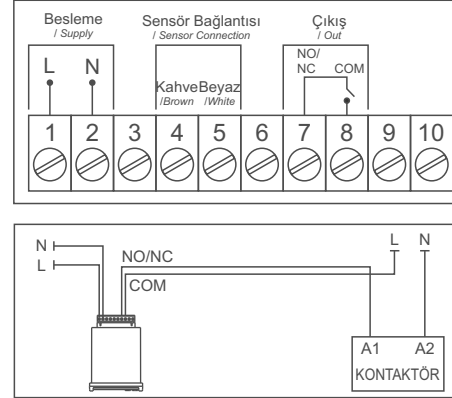 Besleme
/ Supply
Sensör Bağlantısı
/ Sensor Connection
Çıkış
/ Out
L N
KahveBeyaz
/Brown /White
NO/
NC COM
1 2 3 4 5 6 7 8 9 10
N
L
NO/NC
COM
L N
A1 A2
KONTAKTÖR